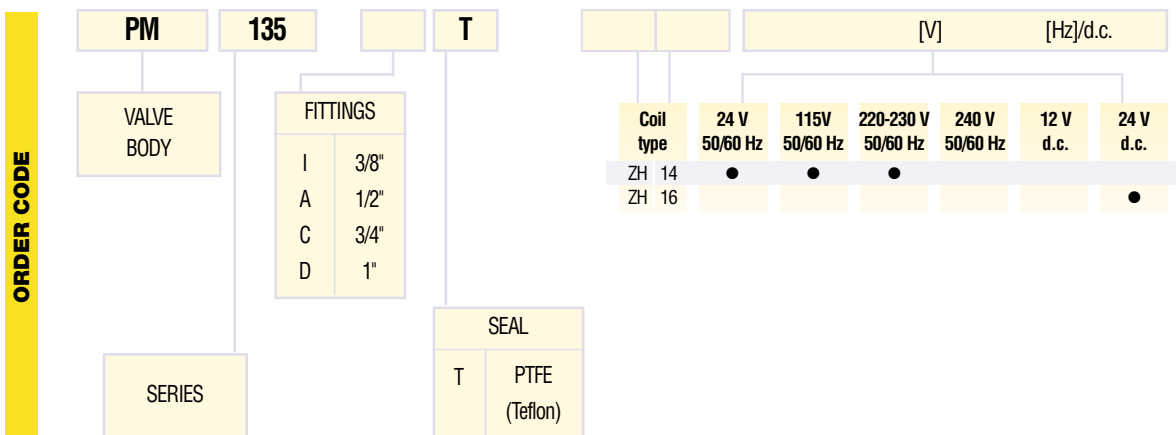 ORDER CODE
PM 135 T [V] [Hz]/d.c.
VALVE
BODY
FITTINGS
I 3/8"
A 1/2"
C 3/4"
D 1"
Coil
type
24 V
50/60 Hz
115V
50/60 Hz
220-230 V
50/60 Hz
240 V
50/60 Hz
12 V
d.c.
24 V
d.c.
ZH 14 ● ● ●
ZH 16 ●
SERIES
SEAL
T PTFE
(Teflon)